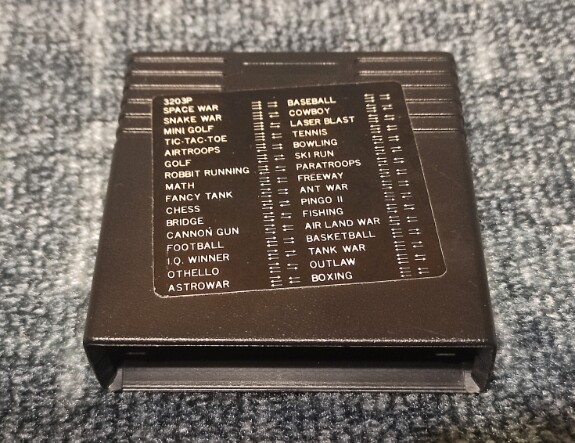 3203P
SPACE WAR
SNAKE WAR
MINI GOLF
TIC-TAC-TOE
AIRTROOPS
GOLF
ROBBIT RUNNING
MATH
FANCY TANK
CHESS
BRIDGE
CANNON GUN
FOOTBALL
I.Q. WINNER
OTHELLO
ASTROWAR
BASEBALL
COWBOY
LASER BLAST
TENNIS
BOWLING
SKI RUN
PARATROOPS
FREEWAY
ANT WAR
PINGO II
FISHING
AIR LAND WAR
BASKETBALL
TANK WAR
OUTLAW
BOXING